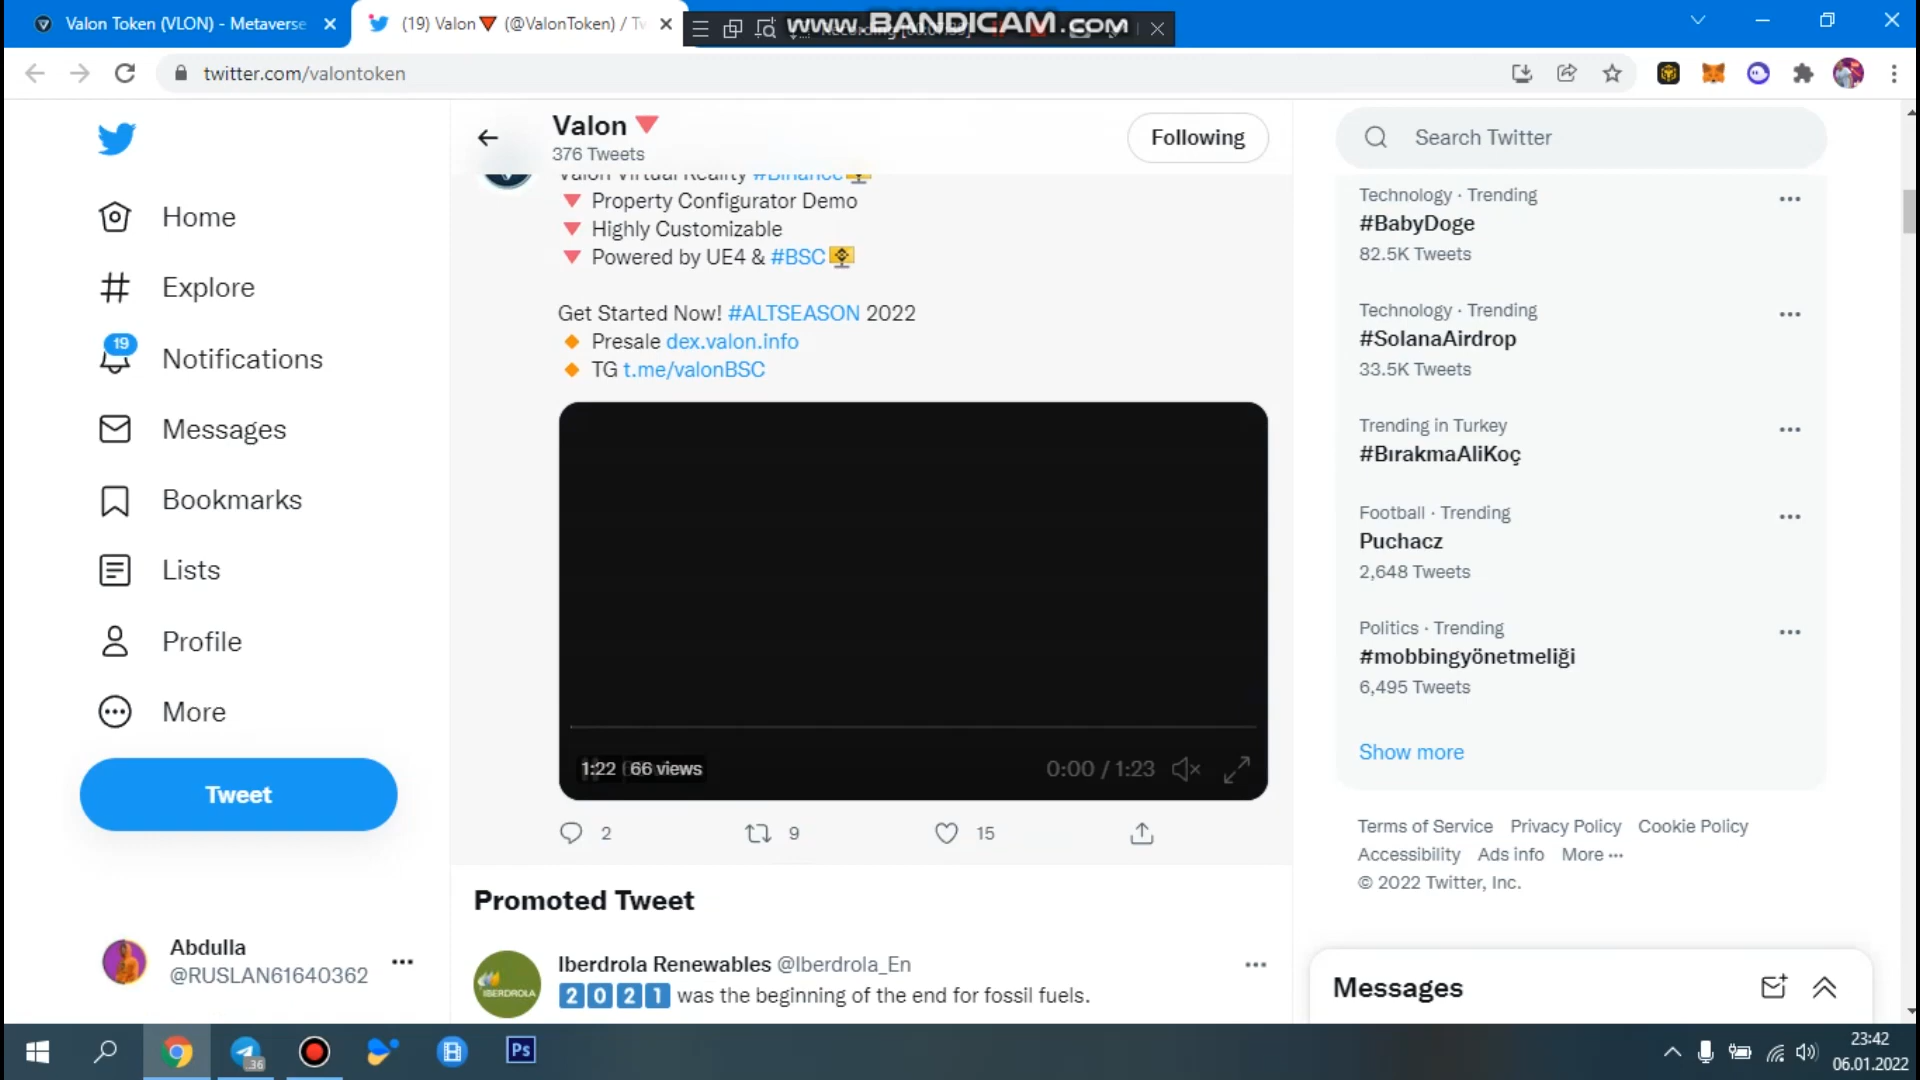 Valon Token (VLON) - Metaverse
(19) Valon (@ValonToken) / Tw
www.BANDICAM.com
twitter.com/valontoken
Valon
376 Tweets
Following
Search Twitter
Home
Explore
19
Notifications
Messages
Bookmarks
Lists
Profile
More
Tweet
Abdulla
@RUSLAN61640362
Valon Virtual Reality #Binance
Property Configurator Demo
Highly Customizable
Powered by UE4 & #BSC
Get Started Now! #ALTSEASON 2022
Presale dex.valon.info
TG t.me/valonBSC
1:22 66 views
0:00 / 1:23
2
9
15
Promoted Tweet
Iberdrola Renewables @Iberdrola_En
IBERDROLA
2021 was the beginning of the end for fossil fuels.
Technology · Trending
#BabyDoge
82.5K Tweets
Technology · Trending
#SolanaAirdrop
33.5K Tweets
Trending in Turkey
#BırakmaAliKoç
Football · Trending
Puchacz
2,648 Tweets
Politics · Trending
#mobbingyönetmeliği
6,495 Tweets
Show more
Terms of Service Privacy Policy Cookie Policy
Accessibility Ads info More ···
© 2022 Twitter, Inc.
Messages
36
Ps
23:42
06.01.2022